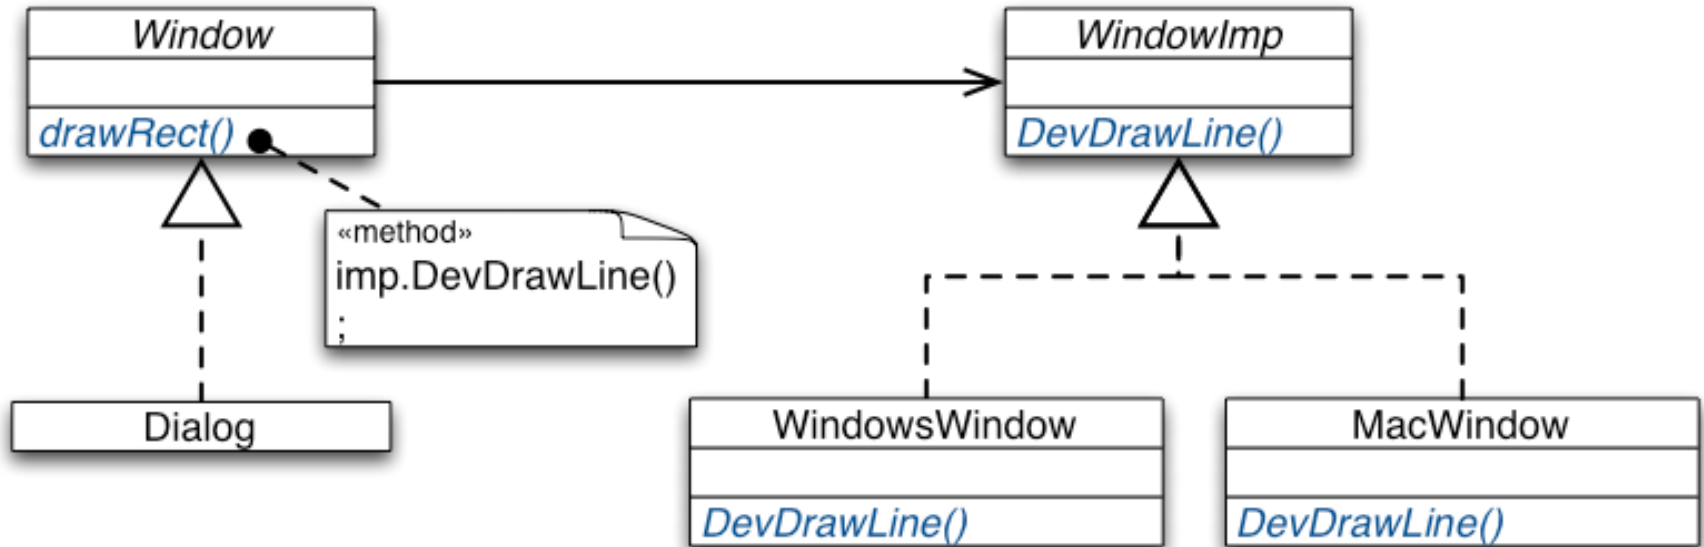 Window
drawRect()
WindowImp
DevDrawLine()
«method»
imp.DevDrawLine()
;
Dialog
WindowsWindow
DevDrawLine()
MacWindow
DevDrawLine()